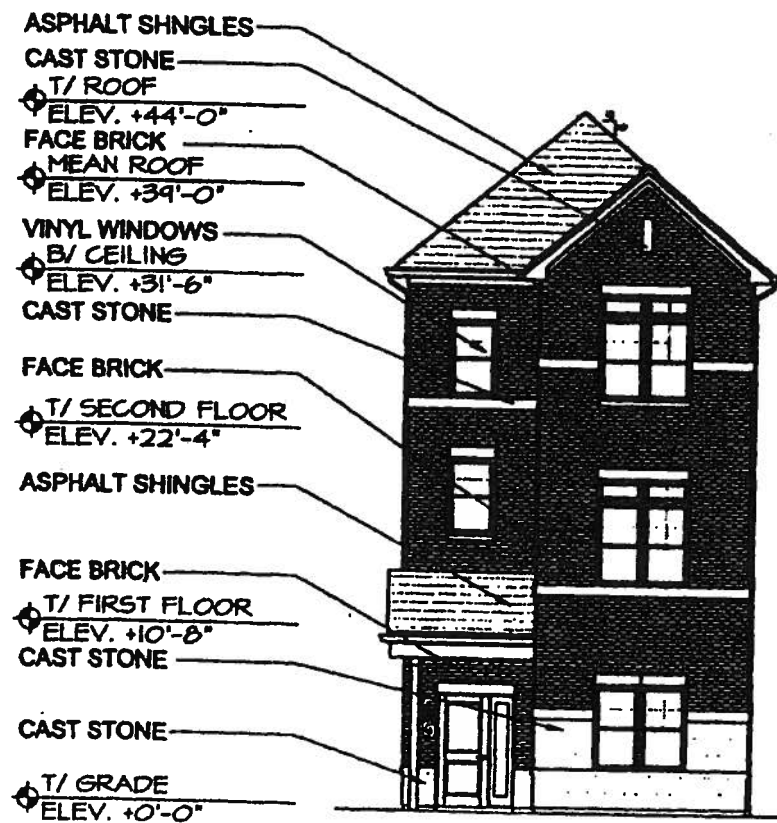 ASPHALT SHNGLES
CAST STONE
T/ ROOF
ELEV. +44'-0"
FACE BRICK
MEAN ROOF
ELEV. +39'-0"
VINYL WINDOWS
B/ CEILING
ELEV. +31'-6"
CAST STONE
FACE BRICK
T/ SECOND FLOOR
ELEV. +22'-4"
ASPHALT SHINGLES
FACE BRICK
T/ FIRST FLOOR
ELEV. +10'-8"
CAST STONE
CAST STONE
T/ GRADE
ELEV. +0'-0"